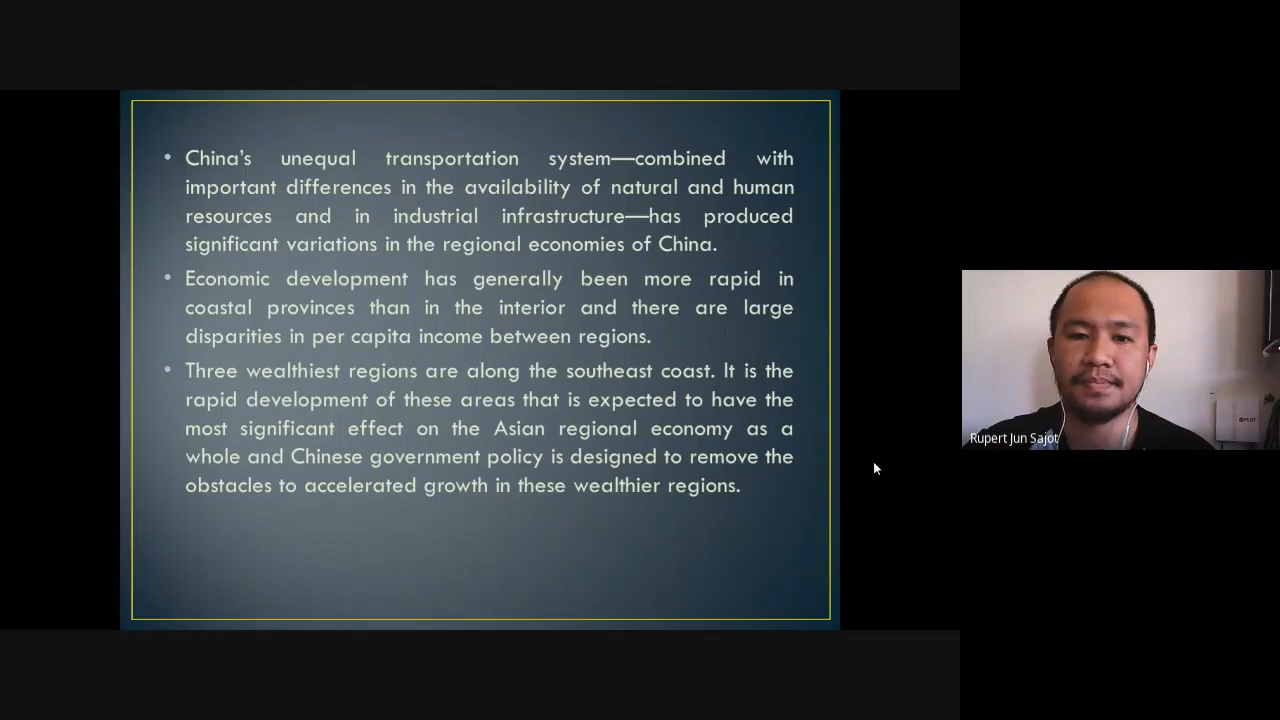 • China's unequal transportation system—combined with
important differences in the availability of natural and human
resources and in industrial infrastructure—has produced
significant variations in the regional economies of China.
• Economic development has generally been more rapid in
coastal provinces than in the interior and there are large
disparities in per capita income between regions.
• Three wealthiest regions are along the southeast coast. It is the
rapid development of these areas that is expected to have the
most significant effect on the Asian regional economy as a
whole and Chinese government policy is designed to remove the
obstacles to accelerated growth in these wealthier regions.
Rupert Jun Sajot